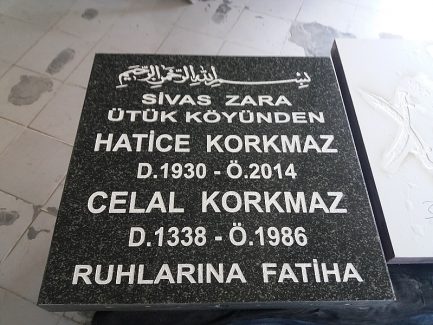 بسم الله الرحمن الرحيم
SİVAS ZARA
ÜTÜK KÖYÜNDEN
HATİCE KORKMAZ
D.1930 - Ö.2014
CELAL KORKMAZ
D.1338 - Ö.1986
RUHLARINA FATİHA